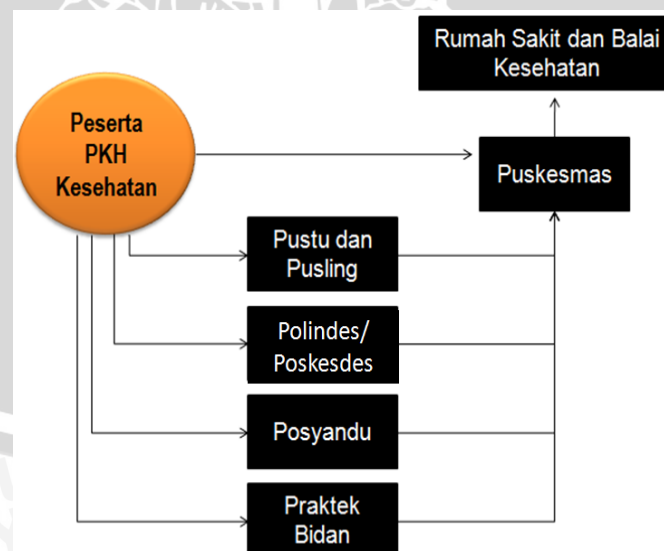 Rumah Sakit dan Balai
Kesehatan
Peserta
PKH
Kesehatan
Puskesmas
Pustu dan
Pusling
Polindes/
Poskesdes
Posyandu
Praktek
Bidan